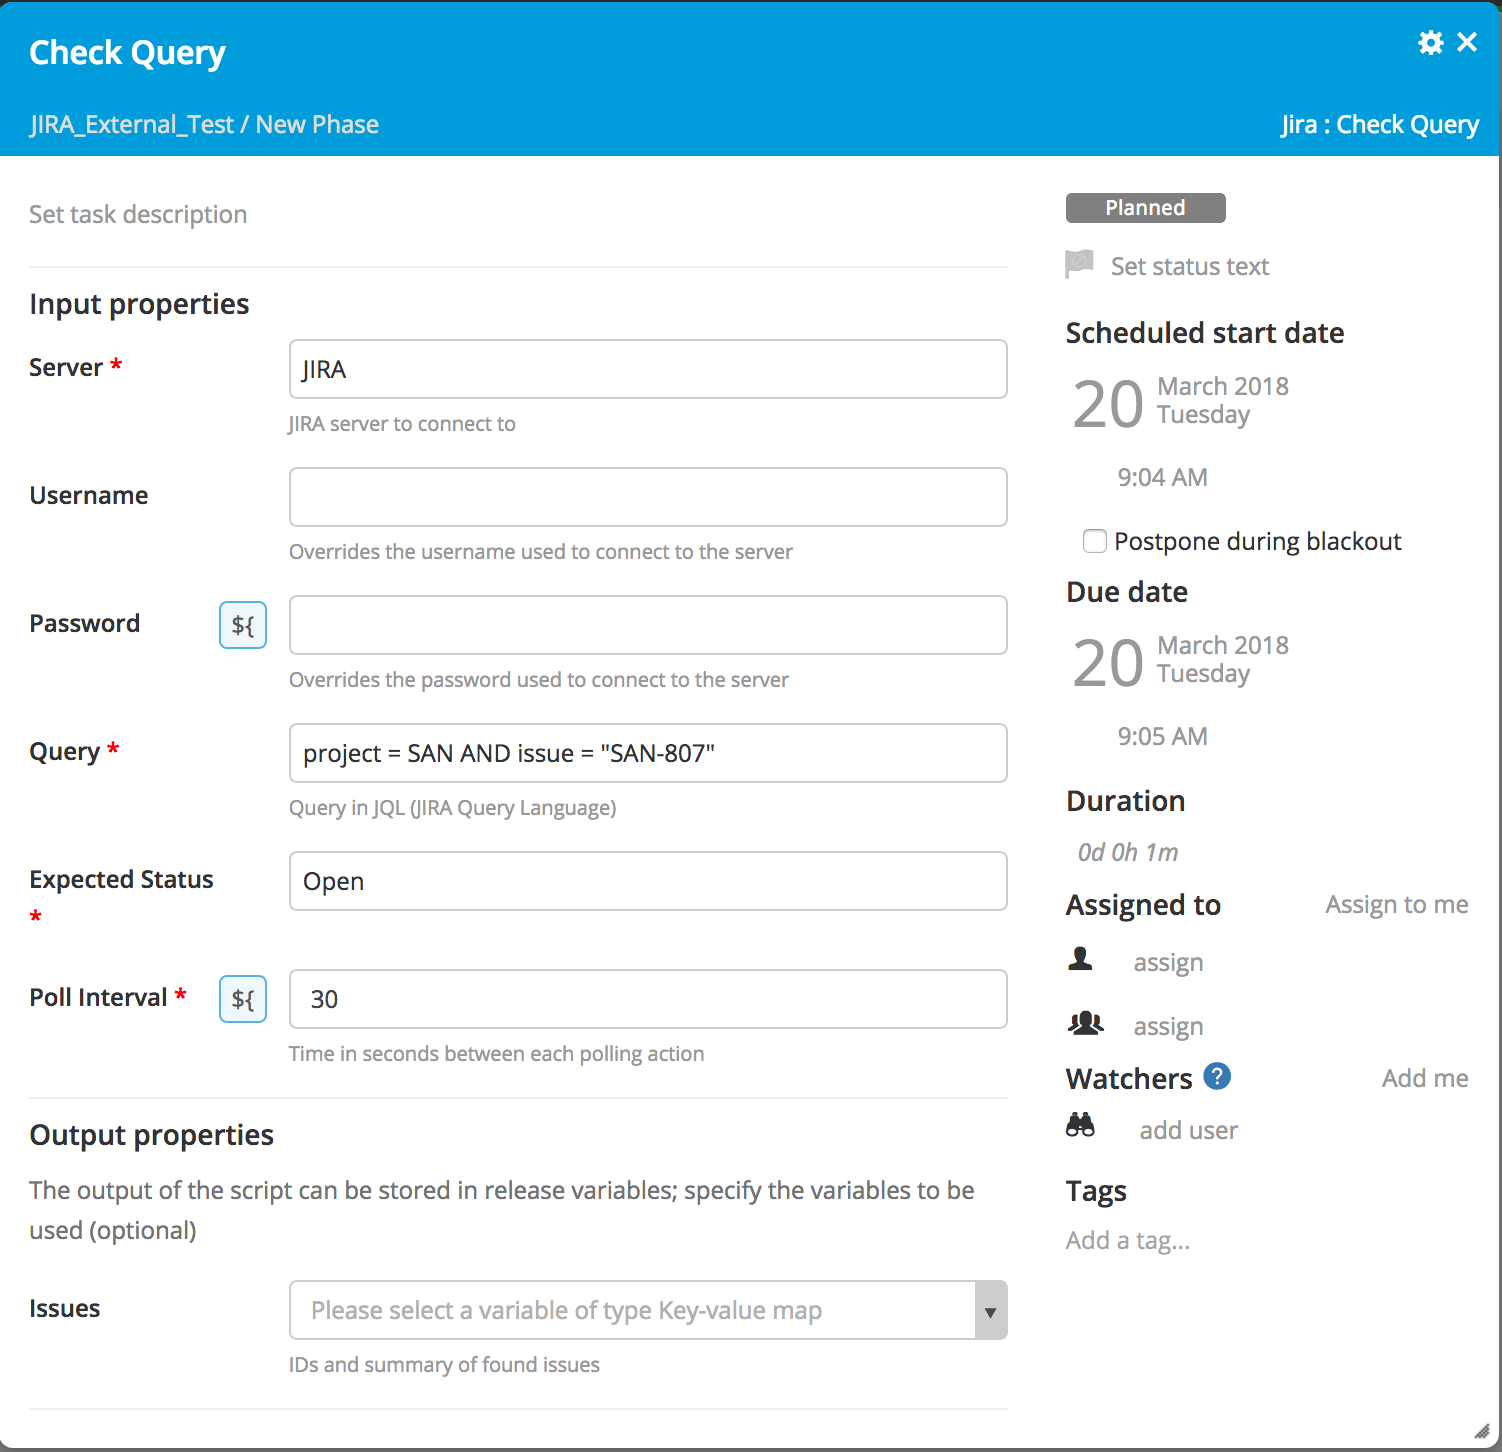 Check Query
JIRA_External_Test / New Phase
Jira : Check Query
Set task description
Input properties
Server *
JIRA
JIRA server to connect to
Username
Overrides the username used to connect to the server
Password
${
Overrides the password used to connect to the server
Query *
project = SAN AND issue = "SAN-807"
Query in JQL (JIRA Query Language)
Expected Status
*
Open
Poll Interval *
${
30
Time in seconds between each polling action
Output properties
The output of the script can be stored in release variables; specify the variables to be
used (optional)
Issues
Please select a variable of type Key-value map
IDs and summary of found issues
Planned
Set status text
Scheduled start date
20
March 2018
Tuesday
9:04 AM
Postpone during blackout
Due date
20
March 2018
Tuesday
9:05 AM
Duration
0d 0h 1m
Assigned to
Assign to me
assign
assign
Watchers ?
Add me
add user
Tags
Add a tag...